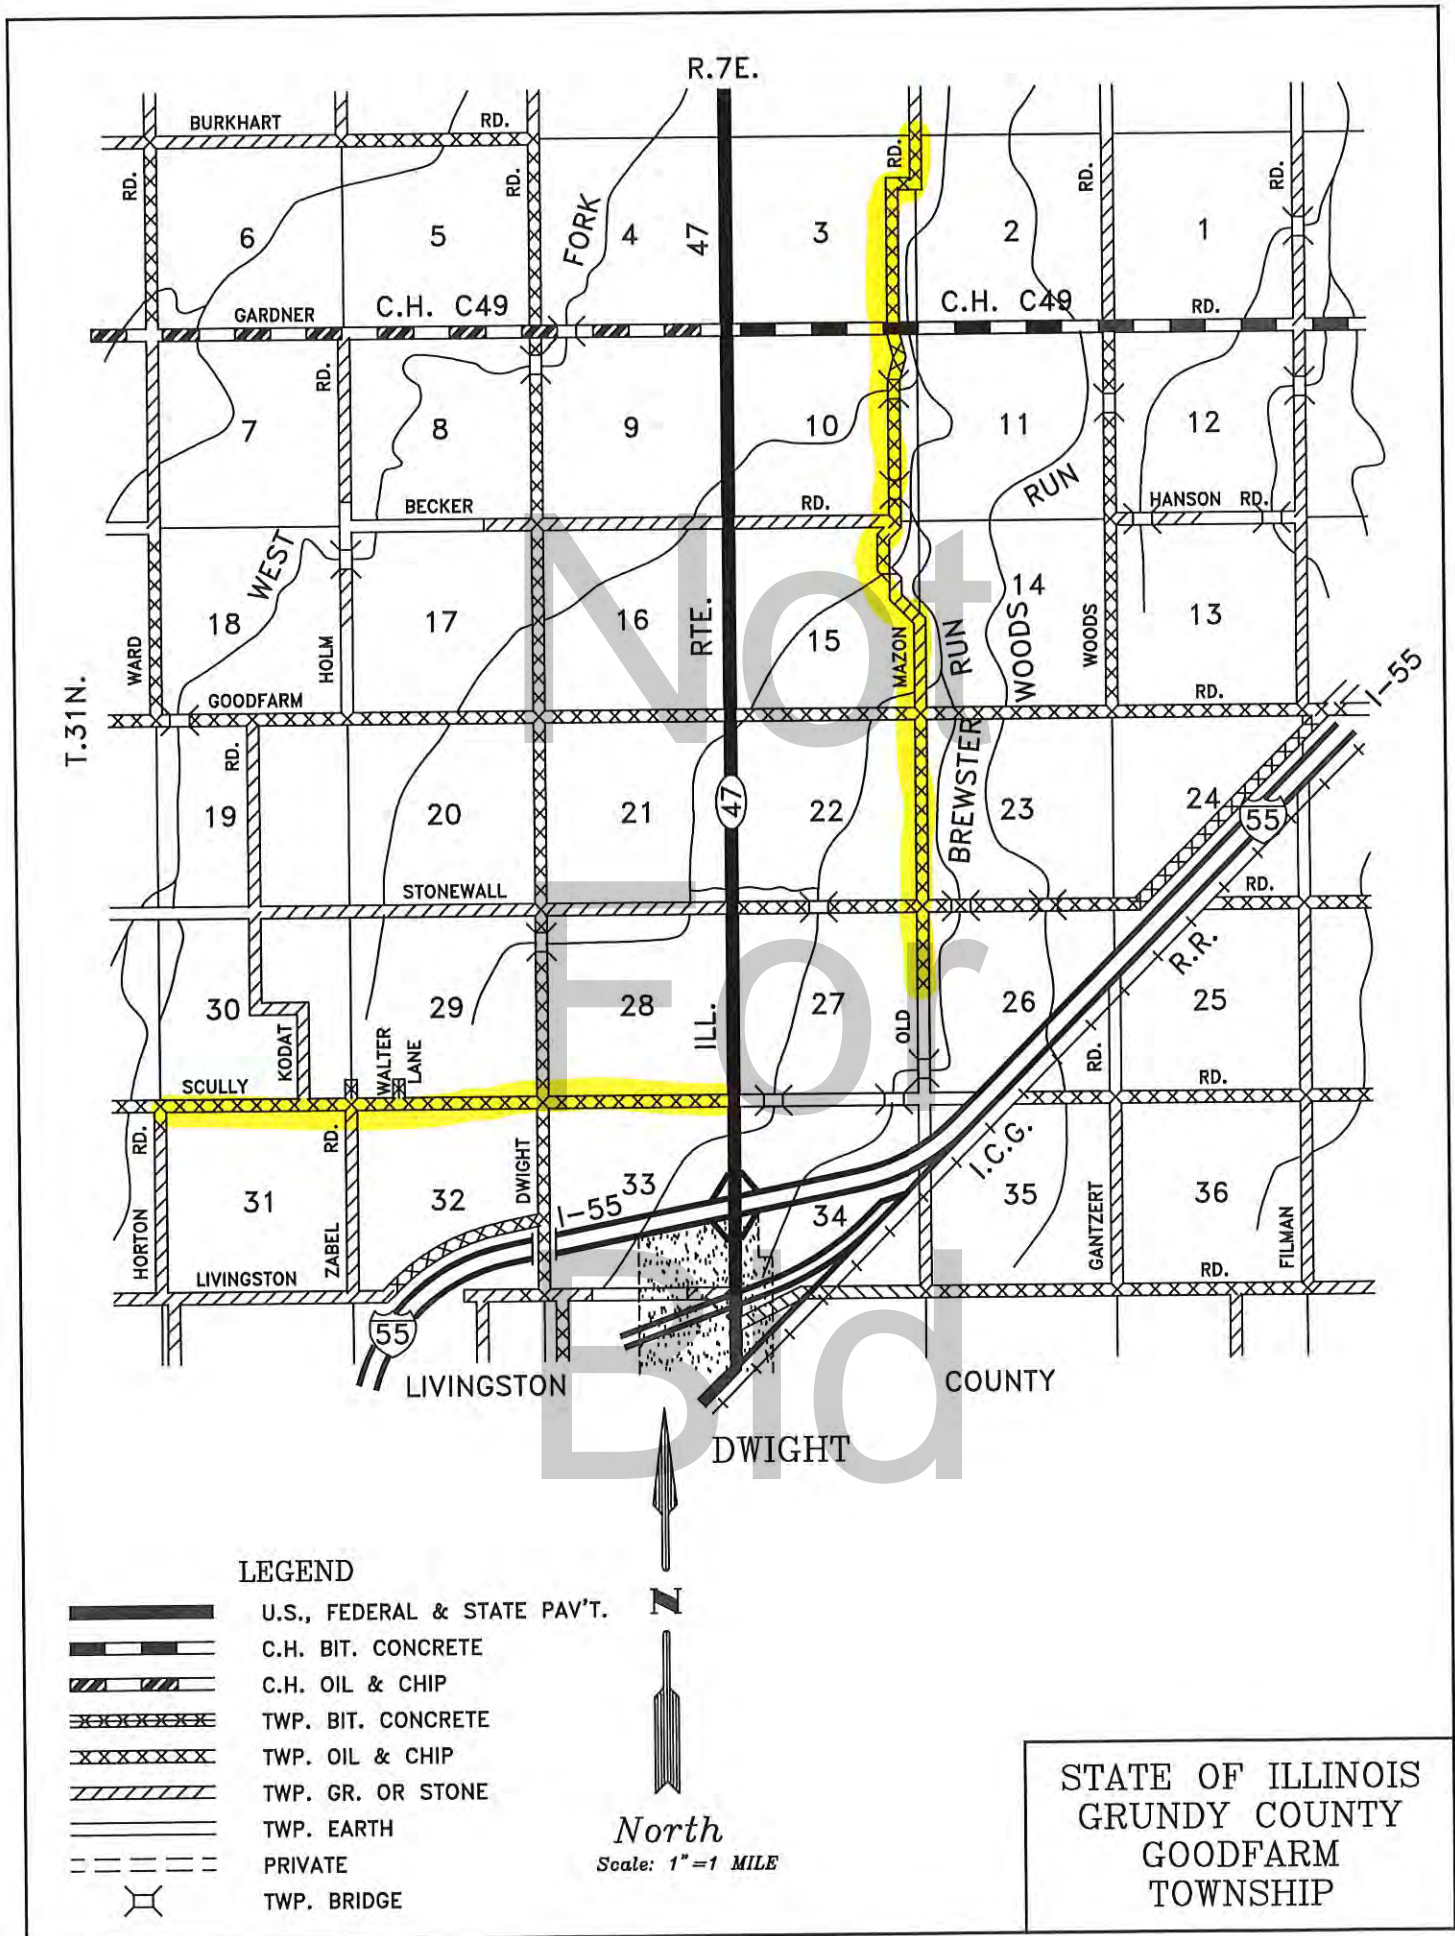 R.7E.
BURKHART RD.
RD.
RD.
RD.
RD.
RD.
FORK
6
5
4
47
3
2
1
GARDNER
C.H. C49
C.H. C49
RD.
RD.
7
8
9
10
11
12
BECKER
RD.
RUN
HANSON RD.
WEST
18
17
16
15
14
13
WARD
HOLM
RTE.
MAZON
RUN
WOODS
WOODS
T.31N.
GOODFARM
RD.
I-55
RD.
19
20
21
47
22
BREWSTER
23
24
55
STONEWALL
RD.
R.R.
30
29
28
27
26
25
KODAT
WALTER
LANE
ILL.
OLD
RD.
SCULLY
RD.
RD.
RD.
DWIGHT
I.C.G.
31
32
33
34
35
36
I-55
HORTON
ZABEL
GANTZERT
FILMAN
LIVINGSTON
RD.
55
LIVINGSTON
COUNTY
DWIGHT
Not
For
Bid
LEGEND
U.S., FEDERAL & STATE PAV'T.
C.H. BIT. CONCRETE
C.H. OIL & CHIP
TWP. BIT. CONCRETE
TWP. OIL & CHIP
TWP. GR. OR STONE
TWP. EARTH
PRIVATE
TWP. BRIDGE
N
North
Scale: 1"=1 MILE
STATE OF ILLINOIS
GRUNDY COUNTY
GOODFARM
TOWNSHIP